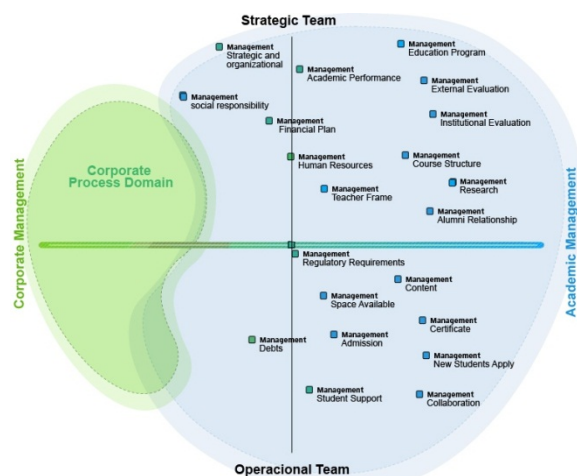 Strategic Team
Management
Strategic and
organizational
Management
Education Program
Management
Academic Performance
Management
External Evaluation
Management
social responsibility
Management
Financial Plan
Management
Institutional Evaluation
Management
Human Resources
Management
Course Structure
Corporate
Process Domain
Management
Teacher Frame
Management
Research
Management
Alumni Relationship
Corporate Management
Academic Management
Management
Regulatory Requirements
Management
Content
Management
Space Available
Management
Certificate
Management
Debts
Management
Admission
Management
New Students Apply
Management
Student Support
Management
Collaboration
Operacional Team